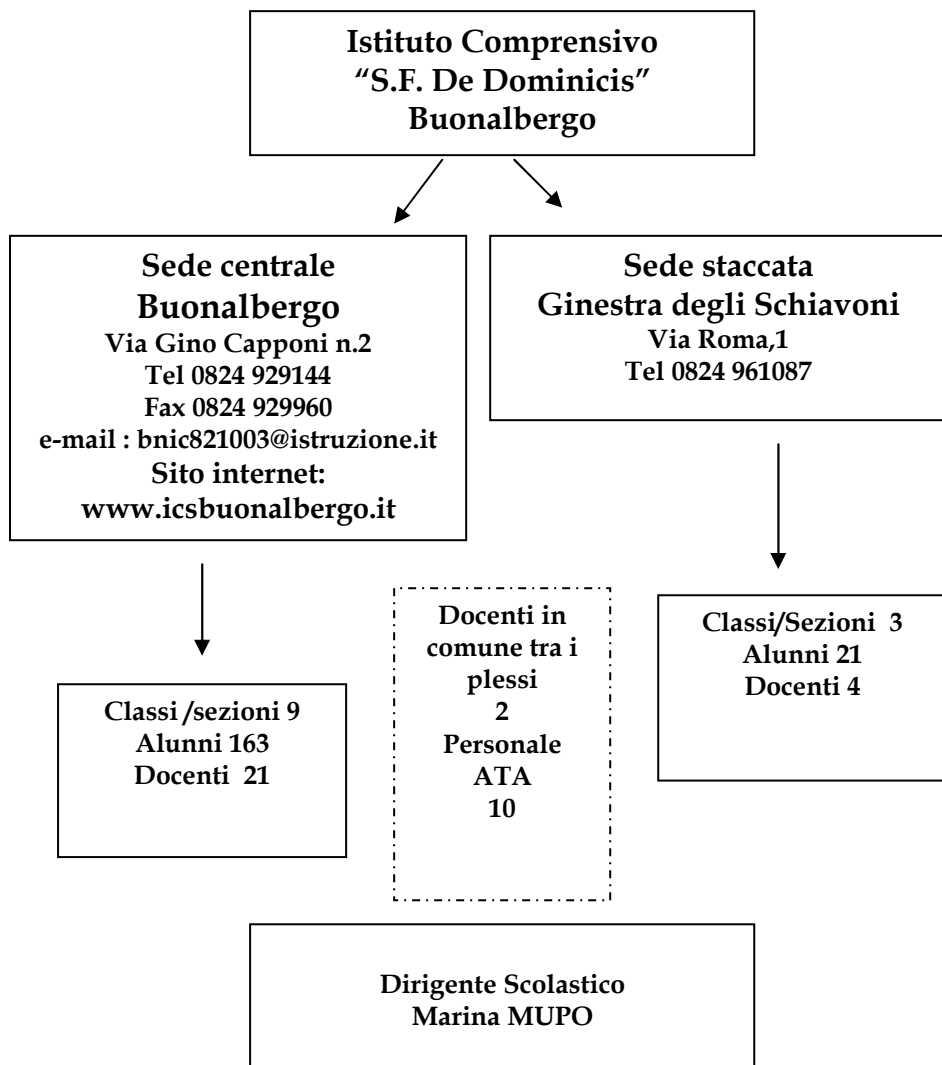 Istituto Comprensivo
“S.F. De Dominicis”
Buonalbergo
Sede centrale
Buonalbergo
Via Gino Capponi n.2
Tel 0824 929144
Fax 0824 929960
e-mail : bnic821003@istruzione.it
Sito internet:
www.icsbuonalbergo.it
Sede staccata
Ginestra degli Schiavoni
Via Roma,1
Tel 0824 961087
Classi /sezioni 9
Alunni 163
Docenti 21
Docenti in
comune tra i
plessi
2
Personale
ATA
10
Classi/Sezioni 3
Alunni 21
Docenti 4
Dirigente Scolastico
Marina MUPO